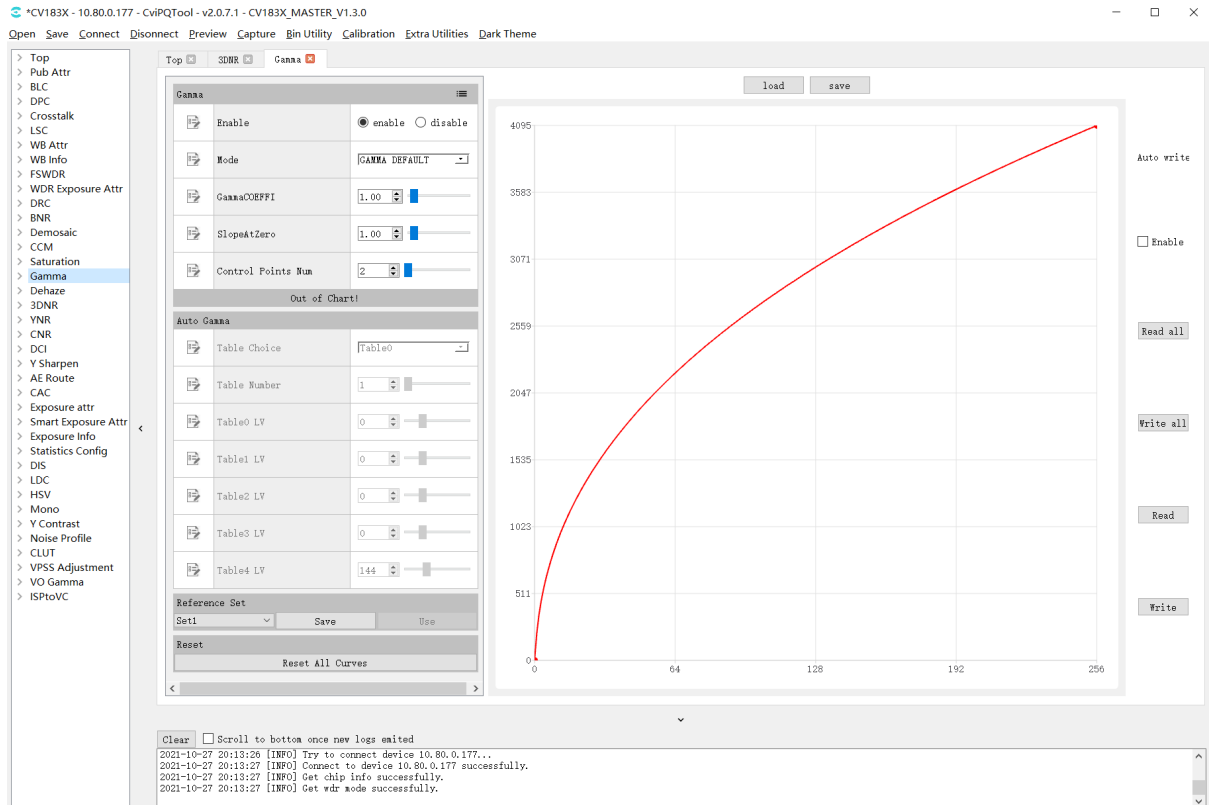 *CV183X - 10.80.0.177 - CviPQTool - v2.0.7.1 - CV183X_MASTER_V1.3.0
Open Save Connect Disconnect Preview Capture Bin Utility Calibration Extra Utilities Dark Theme
Top
Pub Attr
BLC
DPC
Crosstalk
LSC
WB Attr
WB Info
FSWDR
WDR Exposure Attr
DRC
BNR
Demosaic
CCM
Saturation
Gamma
Dehaze
3DNR
YNR
CNR
DCI
Y Sharpen
AE Route
CAC
Exposure attr
Smart Exposure Attr
Exposure Info
Statistics Config
DIS
LDC
HSV
Mono
Y Contrast
Noise Profile
CLUT
VPSS Adjustment
VO Gamma
ISPtoVC
Top 3DNR Gamma
Gamma
Enable enable disable
Mode GAMMA DEFAULT
GammaCOEFFI 1.00
SlopeAtZero 1.00
Control Points Num 2
Out of Chart!
Auto Gamma
Table Choice Table0
Table Number 1
Table0 LV 0
Table1 LV 0
Table2 LV 0
Table3 LV 0
Table4 LV 144
Reference Set
Set1 Save Use
Reset
Reset All Curves
load save
4095
3583
3071
2559
2047
1535
1023
511
0
0 64 128 192 256
Auto write
Enable
Read all
Write all
Read
Write
Clear Scroll to bottom once new logs emited
2021-10-27 20:13:26 [INFO] Try to connect device 10.80.0.177...
2021-10-27 20:13:27 [INFO] Connect to device 10.80.0.177 successfully.
2021-10-27 20:13:27 [INFO] Get chip info successfully.
2021-10-27 20:13:27 [INFO] Get wdr mode successfully.